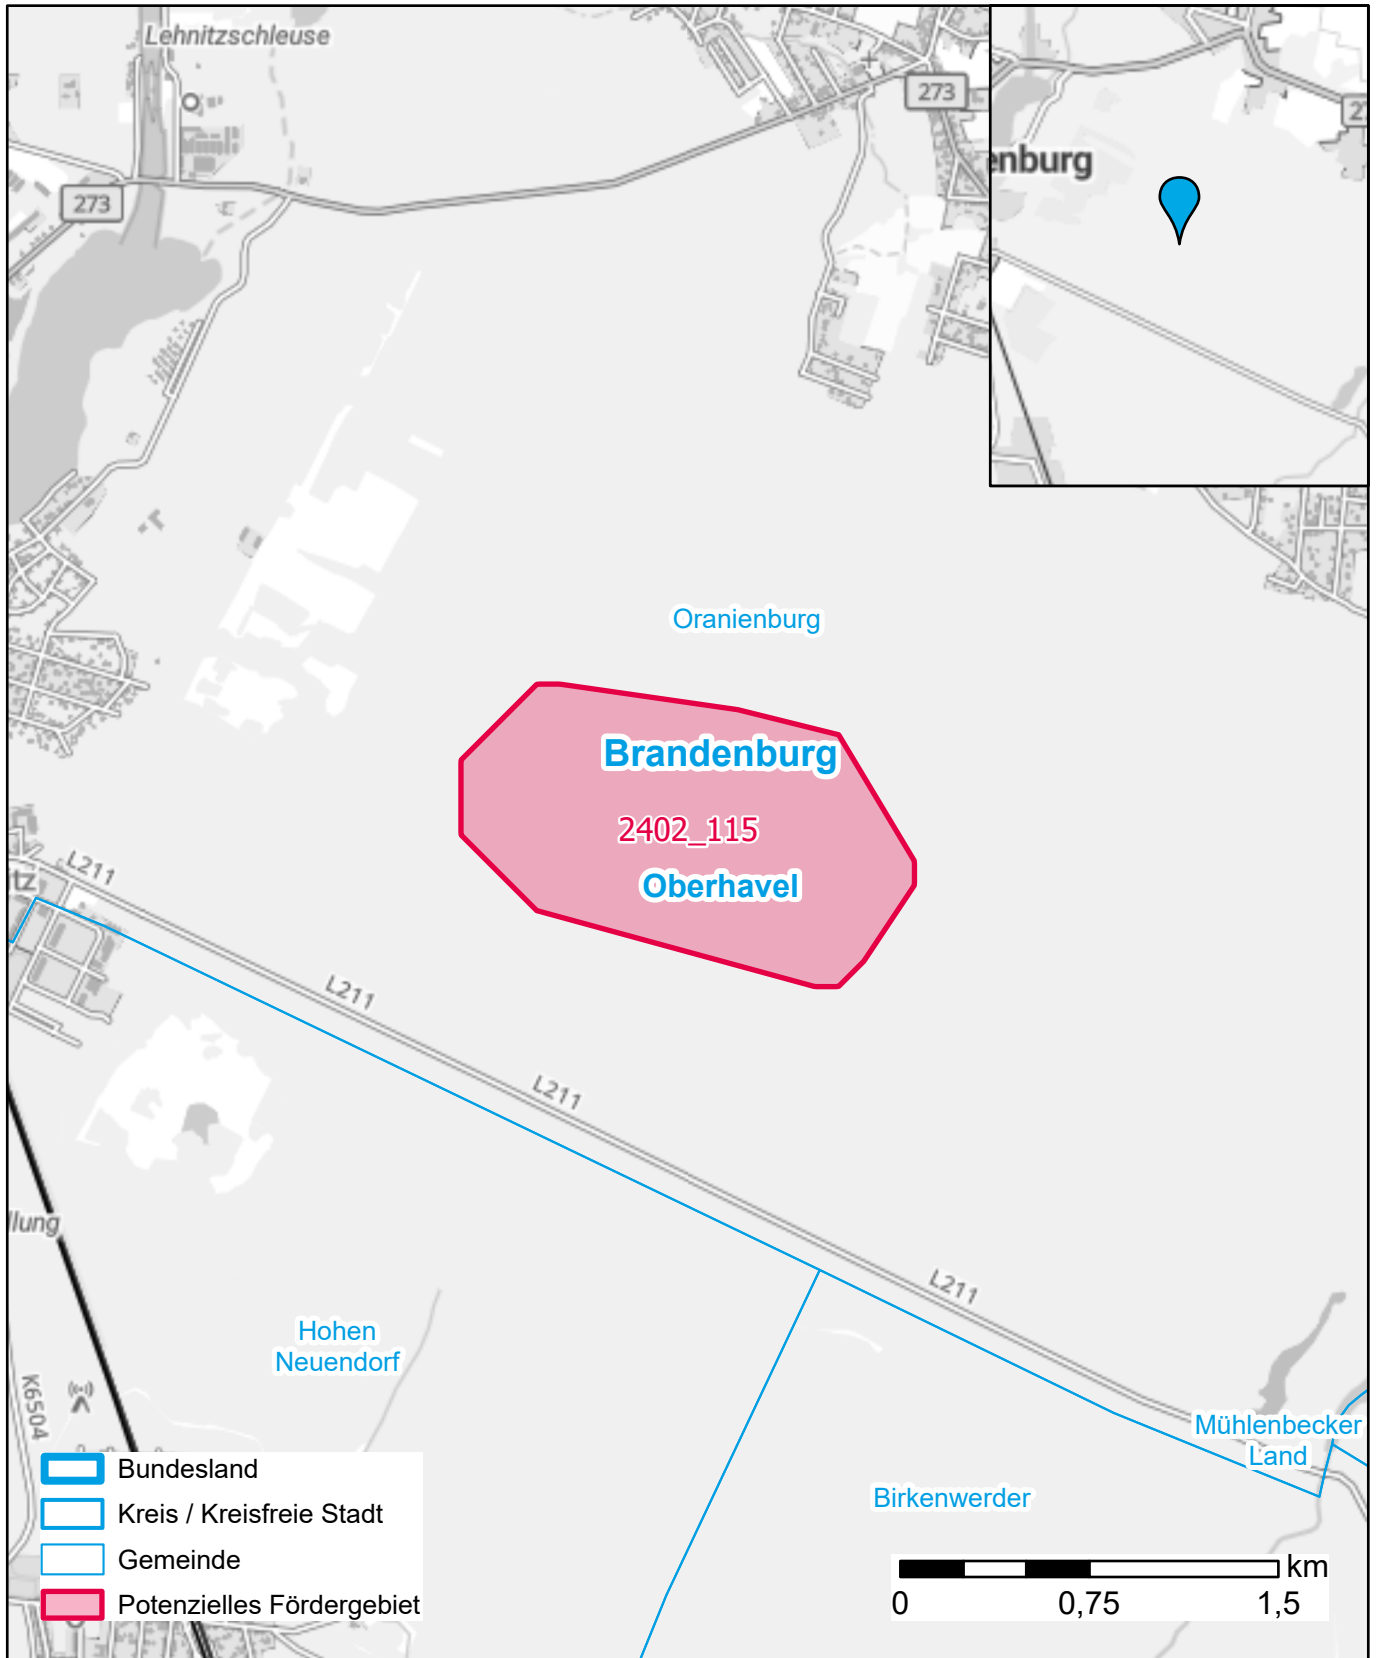 Lehnitzschleuse
273
273
enburg
27
Oranienburg
Brandenburg
2402_115
Oberhavel
tz
L211
L211
L211
L211
llung
Hohen
Neuendorf
K6504
Mühlenbecker
Land
Birkenwerder
Bundesland
Kreis / Kreisfreie Stadt
Gemeinde
Potenzielles Fördergebiet
km
0
0,75
1,5